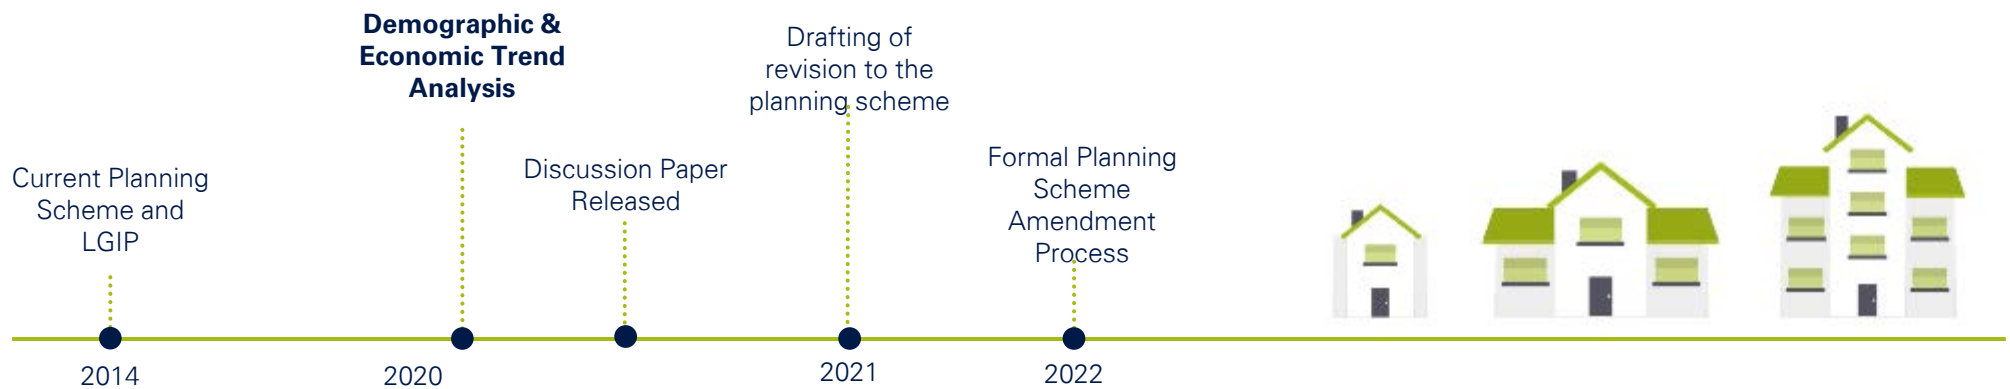 Demographic &
Economic Trend
Analysis
Drafting of
revision to the
planning scheme
Current Planning
Scheme and
LGIP
Discussion Paper
Released
Formal Planning
Scheme
Amendment
Process
2014
2020
2021
2022